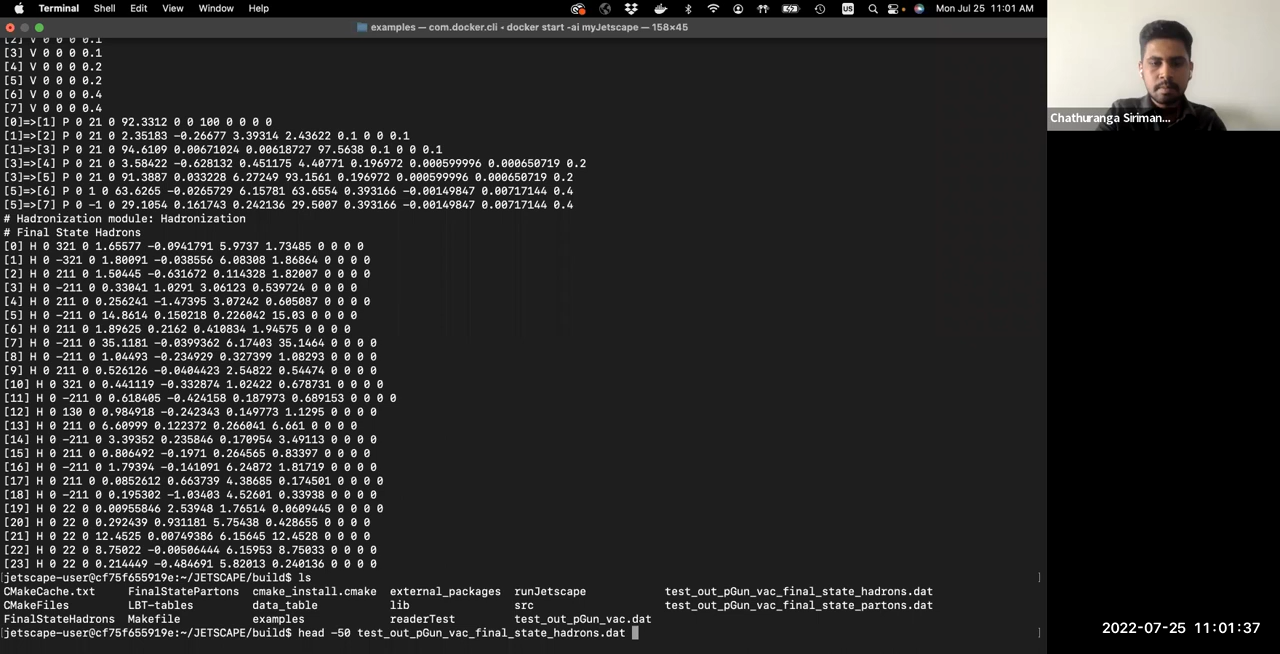 Terminal Shell Edit View Window Help US Mon Jul 25 11:01 AM
examples — com.docker.cli • docker start -ai myJetscape — 158×45
[2] V 0 0 0 0.1
[3] V 0 0 0 0.1
[4] V 0 0 0 0.2
[5] V 0 0 0 0.2
[6] V 0 0 0 0.4
[7] V 0 0 0 0.4
[0]=>[1] P 0 21 0 92.3312 0 0 100 0 0 0 0
[1]=>[2] P 0 21 0 2.35183 -0.26677 3.39314 2.43622 0.1 0 0 0.1
[1]=>[3] P 0 21 0 94.6109 0.00671024 0.00618727 97.5638 0.1 0 0 0.1
[3]=>[4] P 0 21 0 3.58422 -0.628132 0.451175 4.40771 0.196972 0.000599996 0.000650719 0.2
[3]=>[5] P 0 21 0 91.3887 0.033228 6.27249 93.1561 0.196972 0.000599996 0.000650719 0.2
[5]=>[6] P 0 1 0 63.6265 -0.0265729 6.15781 63.6554 0.393166 -0.00149847 0.00717144 0.4
[5]=>[7] P 0 -1 0 29.1054 0.161743 0.242136 29.5007 0.393166 -0.00149847 0.00717144 0.4
# Hadronization module: Hadronization
# Final State Hadrons
[0] H 0 321 0 1.65577 -0.0941791 5.9737 1.73485 0 0 0 0
[1] H 0 -321 0 1.80091 -0.038556 6.08308 1.86864 0 0 0 0
[2] H 0 211 0 1.50445 -0.631672 0.114328 1.82007 0 0 0 0
[3] H 0 -211 0 0.33041 1.0291 3.06123 0.539724 0 0 0 0
[4] H 0 211 0 0.256241 -1.47395 3.07242 0.605087 0 0 0 0
[5] H 0 -211 0 14.8614 0.150218 0.226042 15.03 0 0 0 0
[6] H 0 211 0 1.89625 0.2162 0.410834 1.94575 0 0 0 0
[7] H 0 -211 0 35.1181 -0.0399362 6.17403 35.1464 0 0 0 0
[8] H 0 -211 0 1.04493 -0.234929 0.327399 1.08293 0 0 0 0
[9] H 0 211 0 0.526126 -0.0404423 2.54822 0.54474 0 0 0 0
[10] H 0 321 0 0.441119 -0.332874 1.02422 0.678731 0 0 0 0
[11] H 0 -211 0 0.618405 -0.424158 0.187973 0.689153 0 0 0 0
[12] H 0 130 0 0.984918 -0.242343 0.149773 1.1295 0 0 0 0
[13] H 0 211 0 6.60999 0.122372 0.266041 6.661 0 0 0 0
[14] H 0 -211 0 3.39352 0.235846 0.170954 3.49113 0 0 0 0
[15] H 0 211 0 0.806492 -0.1971 0.264565 0.83397 0 0 0 0
[16] H 0 -211 0 1.79394 -0.141091 6.24872 1.81719 0 0 0 0
[17] H 0 211 0 0.0852612 0.663739 4.38685 0.174501 0 0 0 0
[18] H 0 -211 0 0.195302 -1.03403 4.52601 0.33938 0 0 0 0
[19] H 0 22 0 0.00955846 2.53948 1.76514 0.0609445 0 0 0 0
[20] H 0 22 0 0.292439 0.931181 5.75438 0.428655 0 0 0 0
[21] H 0 22 0 12.4525 0.00749386 6.15645 12.4528 0 0 0 0
[22] H 0 22 0 8.75022 -0.00506444 6.15953 8.75033 0 0 0 0
[23] H 0 22 0 0.214449 -0.484691 5.82013 0.240136 0 0 0 0
[jetscape-user@cf75f655919e:~/JETSCAPE/build$ ls ]
CMakeCache.txt FinalStatePartons cmake_install.cmake external_packages runJetscape test_out_pGun_vac_final_state_hadrons.dat
CMakeFiles LBT-tables data_table lib src test_out_pGun_vac_final_state_partons.dat
FinalStateHadrons Makefile examples readerTest test_out_pGun_vac.dat
[jetscape-user@cf75f655919e:~/JETSCAPE/build$ head -50 test_out_pGun_vac_final_state_hadrons.dat ]
Chathuranga Siriman...
2022-07-25 11:01:37